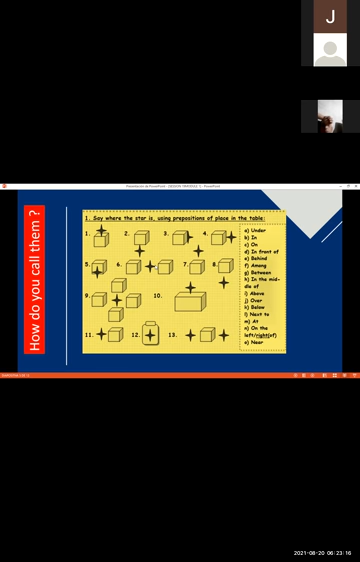 J
How do you call them ?
1. Say where the star is, using prepositions of place in the table:
1.
2.
3.
4.
5.
6.
7.
8.
9.
10.
11.
12.
13.
a) Under
b) In
c) On
d) In front of
e) Behind
f) Among
g) Between
h) In the mid-
dle of
i) Above
j) Over
k) Below
l) Next to
m) At
n) On the
left/right(of)
o) Near
2021-08-20 06:23:16